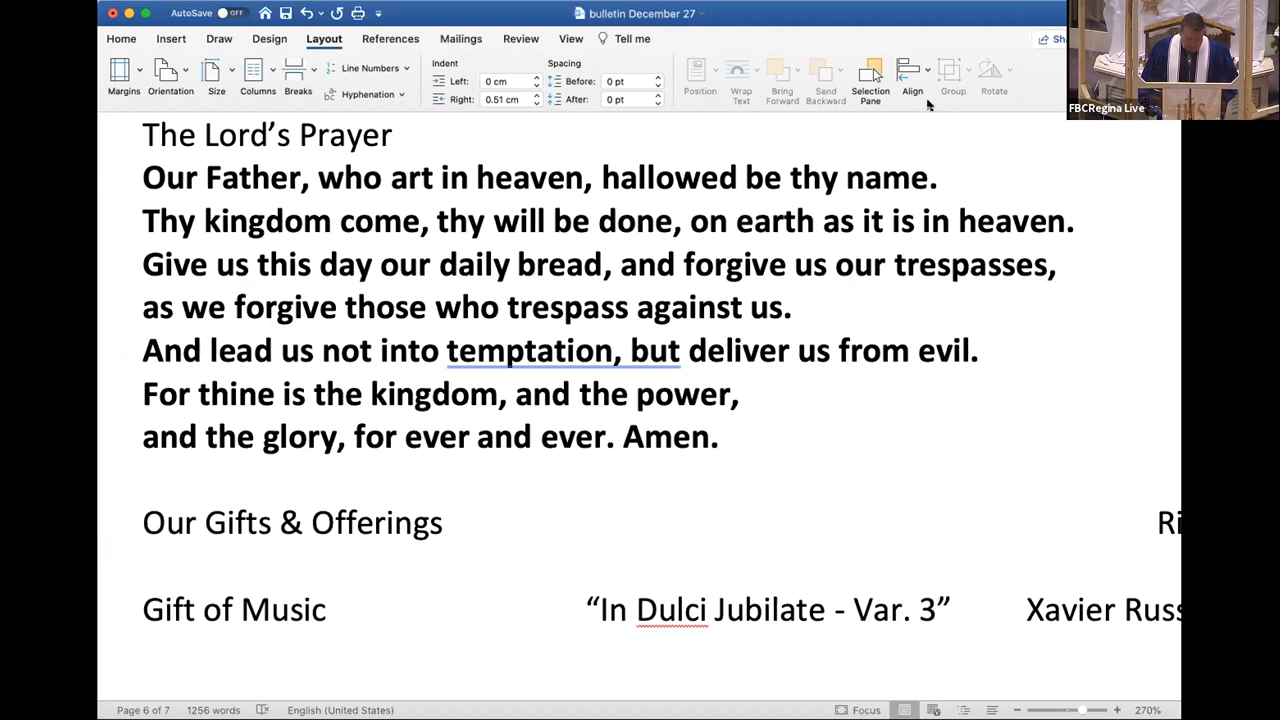 AutoSave OFF
bulletin December 27
Home Insert Draw Design Layout References Mailings Review View Tell me
Margins Orientation Size Columns Breaks
Line Numbers
Hyphenation
Indent
Left: 0 cm
Right: 0.51 cm
Spacing
Before: 0 pt
After: 0 pt
Position Wrap Text Bring Forward Send Backward Selection Pane Align Group Rotate
FBCRegina Live
The Lord’s Prayer
Our Father, who art in heaven, hallowed be thy name.
Thy kingdom come, thy will be done, on earth as it is in heaven.
Give us this day our daily bread, and forgive us our trespasses,
as we forgive those who trespass against us.
And lead us not into temptation, but deliver us from evil.
For thine is the kingdom, and the power,
and the glory, for ever and ever. Amen.
Our Gifts & Offerings Ri
Gift of Music “In Dulci Jubilate - Var. 3” Xavier Russ
Page 6 of 7 1256 words English (United States) Focus 270%